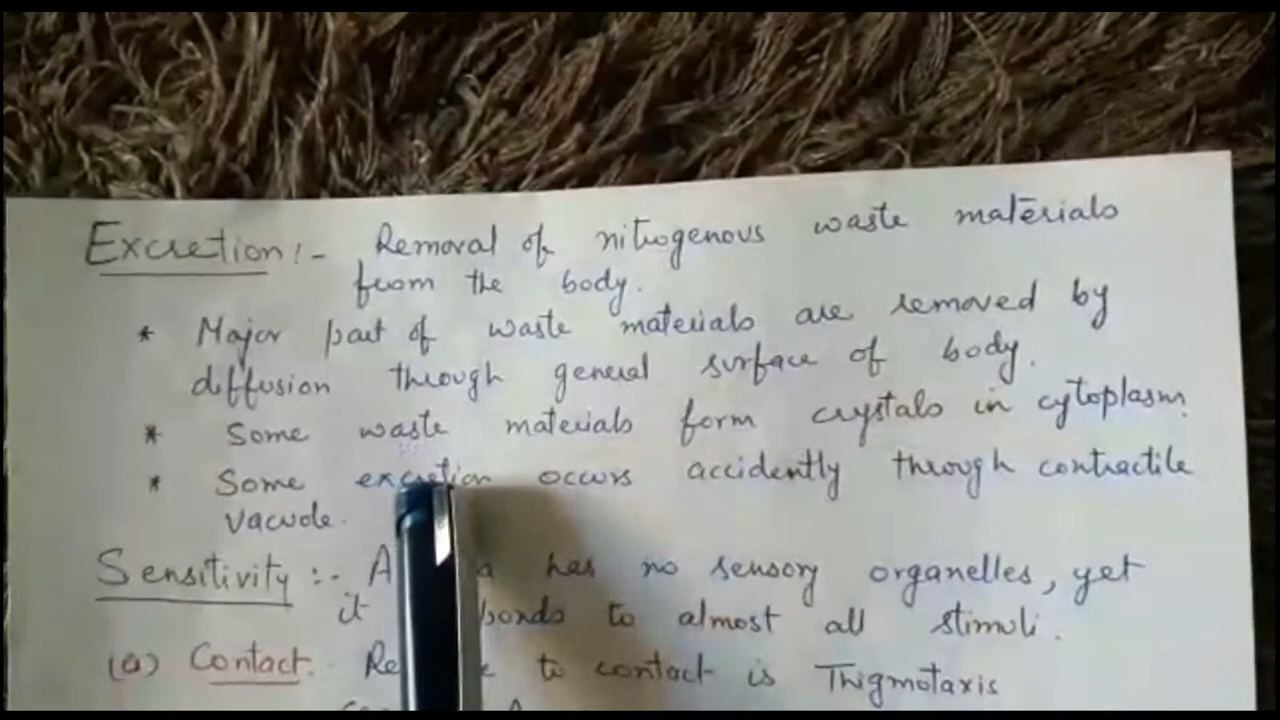 Excretion:- Removal of nitrogenous waste materials
from the body.
* Major part of waste materials are removed by
diffusion through general surface of body.
* Some waste materials form crystals in cytoplasm.
* Some excretion occurs accidently through contractile
vacuole.
Sensitivity:- has no sensory organelles, yet
it to almost all stimuli.
(a) Contact. to contact is Thigmotaxis